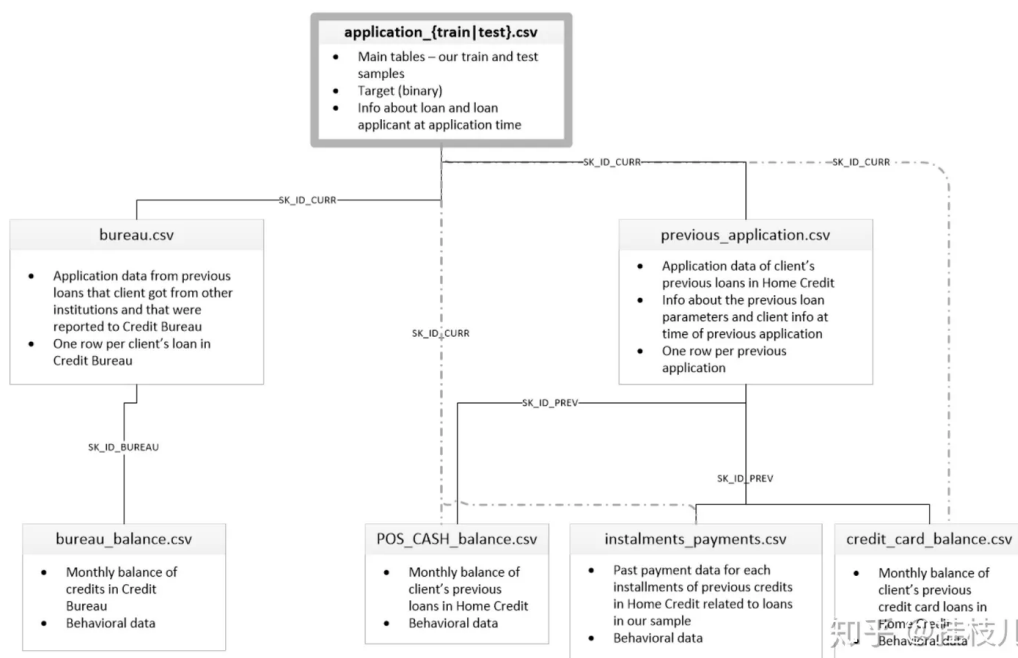 application_{train|test}.csv
• Main tables – our train and test
samples
• Target (binary)
• Info about loan and loan
applicant at application time
SK_ID_CURR
SK_ID_CURR
SK_ID_CURR
bureau.csv
• Application data from previous
loans that client got from other
institutions and that were
reported to Credit Bureau
• One row per client's loan in
Credit Bureau
previous_application.csv
• Application data of client's
previous loans in Home Credit
• Info about the previous loan
parameters and client info at
time of previous application
• One row per previous
application
SK_ID_CURR
SK_ID_PREV
SK_ID_BUREAU
SK_ID_PREV
bureau_balance.csv
• Monthly balance of
credits in Credit
Bureau
• Behavioral data
POS_CASH_balance.csv
• Monthly balance of
client's previous
loans in Home Credit
• Behavioral data
instalments_payments.csv
• Past payment data for each
installments of previous credits
in Home Credit related to loans
in our sample
• Behavioral data
credit_card_balance.csv
• Monthly balance of
client's previous
credit card loans in
Home Credit
• Behavioral data
知乎 @桂枝儿